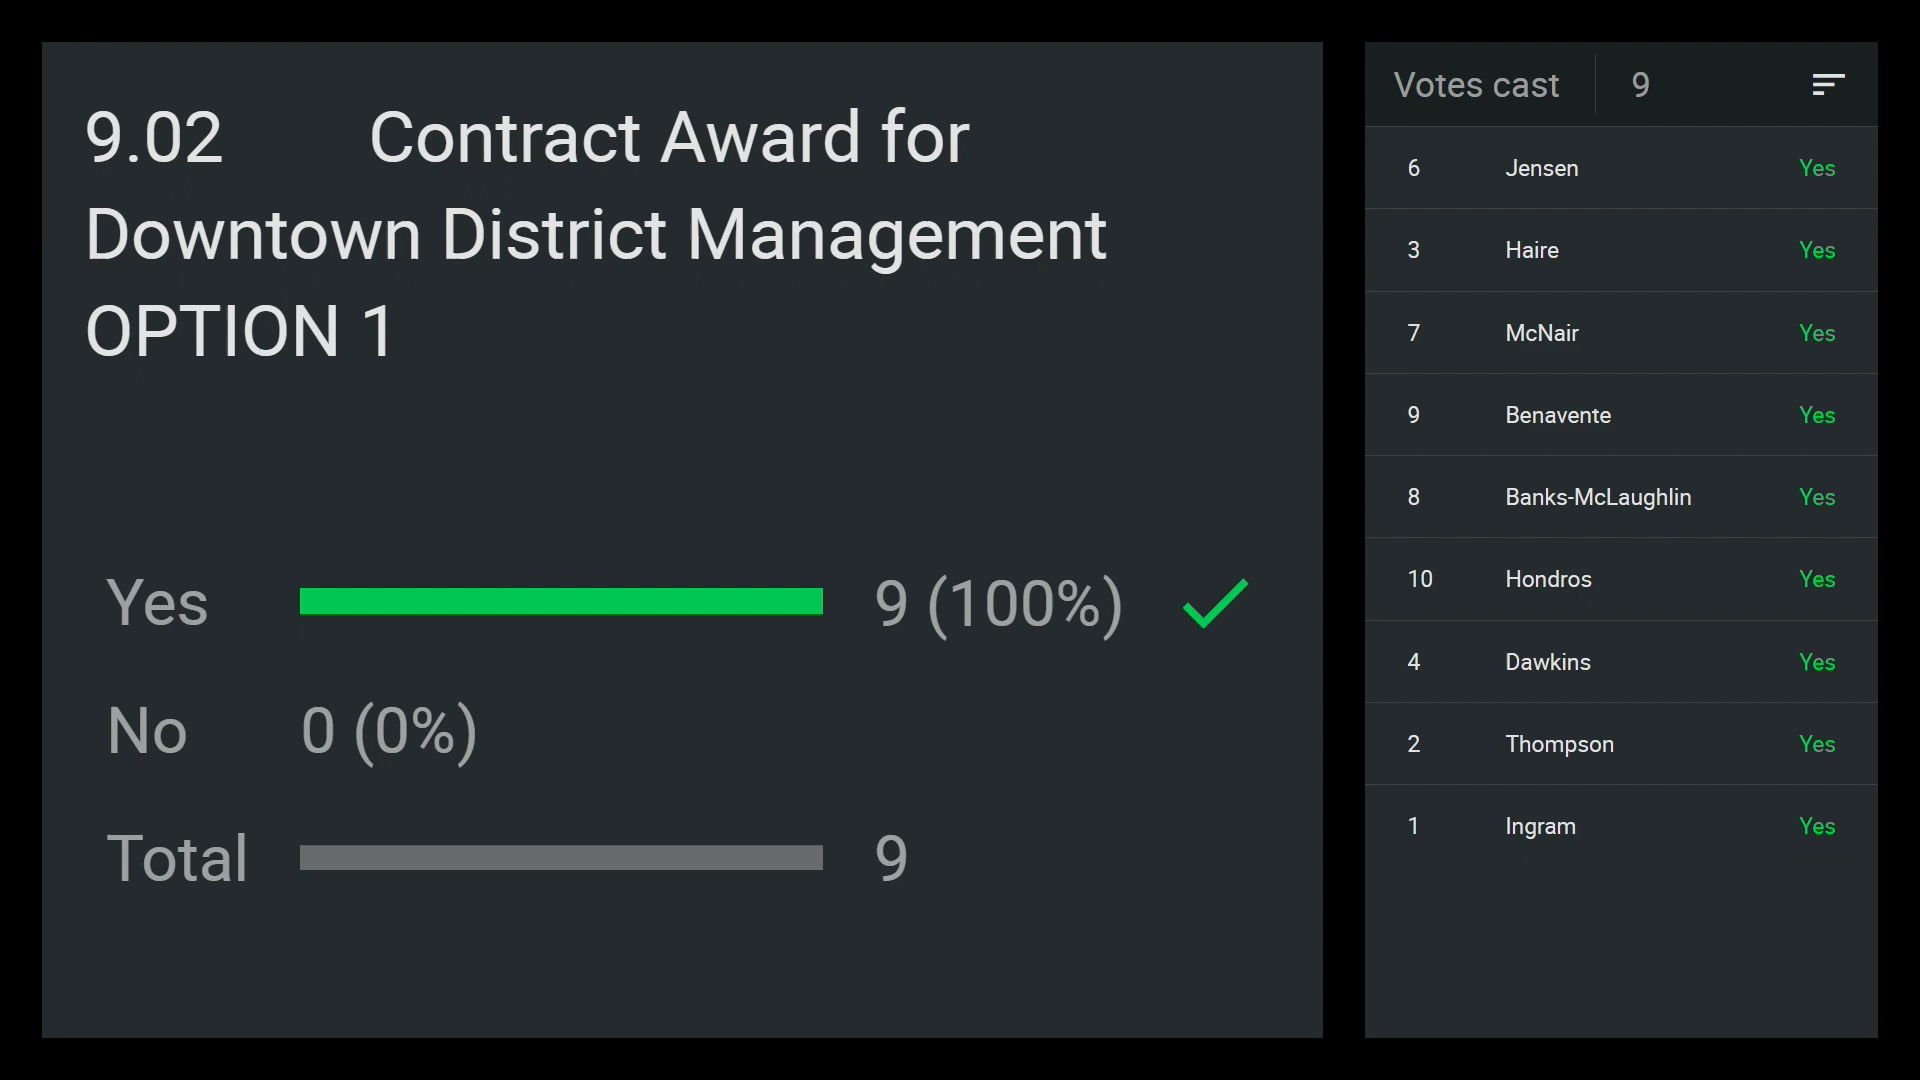 9.02 Contract Award for
Downtown District Management
OPTION 1
Yes 9 (100%)
No 0 (0%)
Total 9
Votes cast 9
6 Jensen Yes
3 Haire Yes
7 McNair Yes
9 Benavente Yes
8 Banks-McLaughlin Yes
10 Hondros Yes
4 Dawkins Yes
2 Thompson Yes
1 Ingram Yes